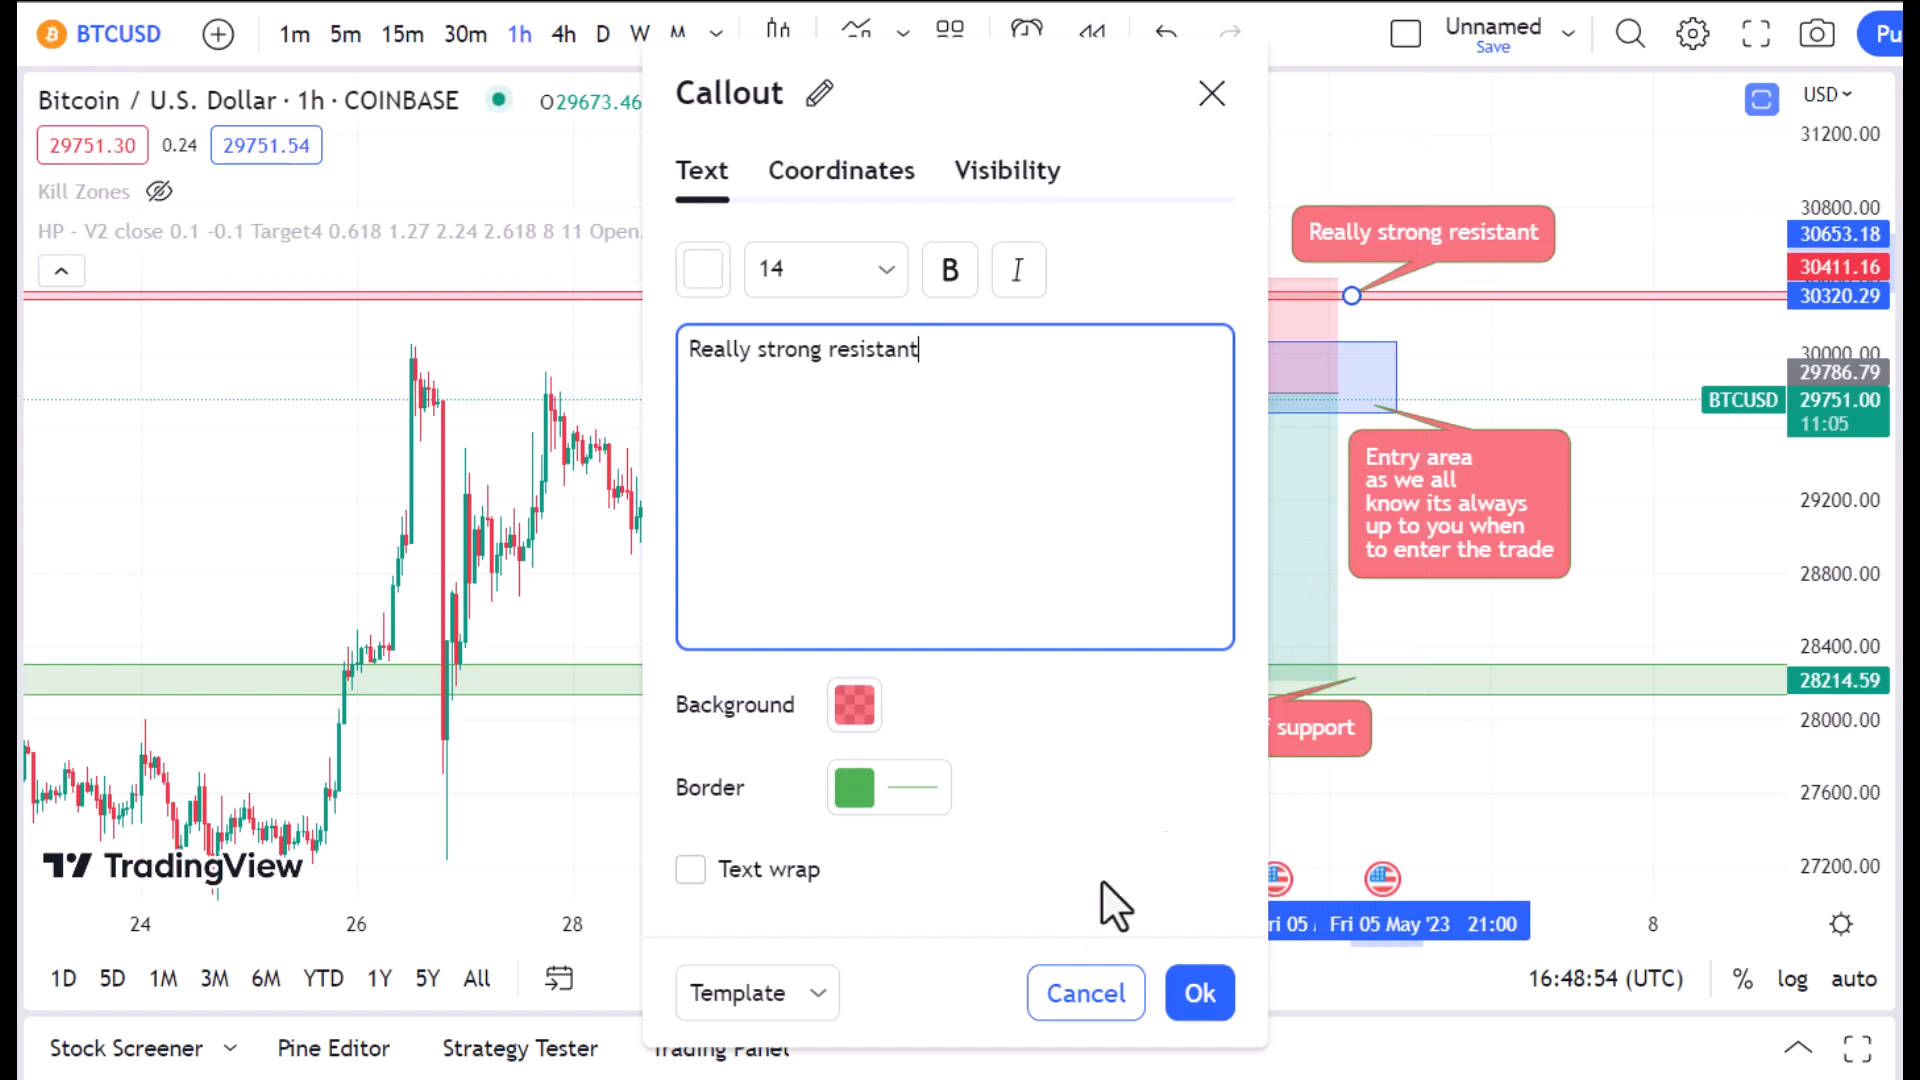 BTCUSD
1m 5m 15m 30m 1h 4h D W M
Unnamed
Save
Pu
Bitcoin / U.S. Dollar · 1h · COINBASE
O29673.46
29751.30
0.24
29751.54
Kill Zones
HP - V2 close 0.1 -0.1 Target4 0.618 1.27 2.24 2.618 8 11 Open.
Callout
Text Coordinates Visibility
14
B
I
Really strong resistant
Background
Border
Text wrap
Template
Cancel
Ok
Really strong resistant
Entry area
as we all
know its always
up to you when
to enter the trade
support
USD
31200.00
30800.00
30653.18
30411.16
30320.29
30000.00
29786.79
BTCUSD
29751.00
11:05
29200.00
28800.00
28400.00
28214.59
28000.00
27600.00
27200.00
TradingView
24
26
28
ri 05
Fri 05 May '23 21:00
8
1D 5D 1M 3M 6M YTD 1Y 5Y All
16:48:54 (UTC)
%
log
auto
Stock Screener
Pine Editor
Strategy Tester
Trading Panel